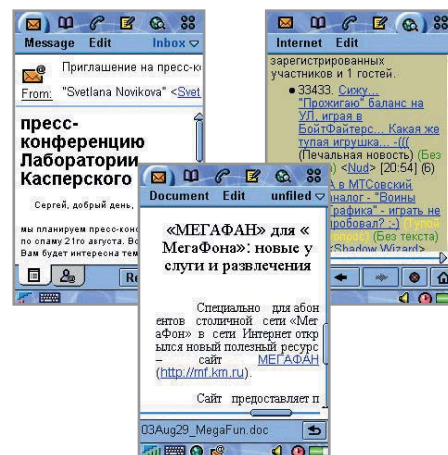 Message Edit Inbox
Приглашение на пресс-к
From: "Svetlana Novikova" <Svet
пресс-
конференцию
Лаборатории
Касперского
Сергей, добрый день,
мы планируем пресс-кон
по спаму 21го августа. Во
Вам будет интересна тем
Re
Internet Edit
зарегистрированных
участников и 1 гостей.
33433. Сижу...
"Прожигаю" баланс на
УЛ, играя в
БойтФайтерс... Какая же
тупая игрушка... -(((
(Печальная новость) (Без
) <Nud> [20:54] (6)
А в МТСовский
аналог - "Воины
Трафика" - играть не
пробовал? :-)
(Без текста)
<Shadow Wizard>
Document Edit unfiled
«МЕГАФАН» для «
МегаФона»: новые у
слуги и развлечения
Специально для абон
ентов столичной сети «Мег
аФон» в сети Интернет откр
ылся новый полезный ресурс
– сайт МЕГАФАН
(http://mf.km.ru).
Сайт предоставляет п
03Aug29_MegaFun.doc